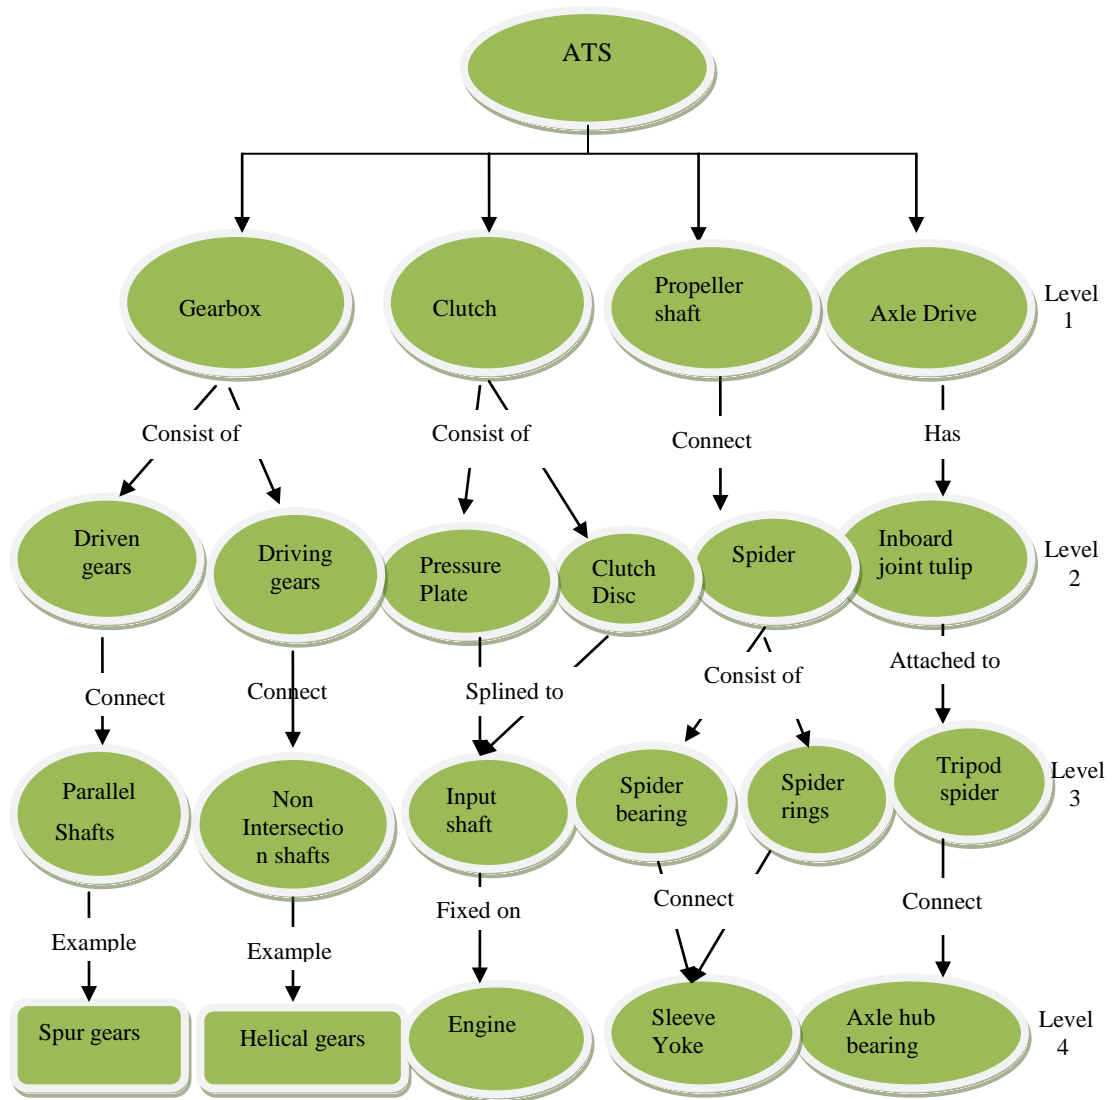 ATS
Gearbox
Clutch
Propeller
shaft
Axle Drive
Level
1
Consist of
Consist of
Connect
Has
Driven
gears
Driving
gears
Pressure
Plate
Clutch
Disc
Spider
Inboard
joint tulip
Level
2
Connect
Connect
Splined to
Consist of
Attached to
Parallel
Shafts
Non
Intersectio
n shafts
Input
shaft
Spider
bearing
Spider
rings
Tripod
spider
Level
3
Example
Example
Fixed on
Connect
Connect
Spur gears
Helical gears
Engine
Sleeve
Yoke
Axle hub
bearing
Level
4